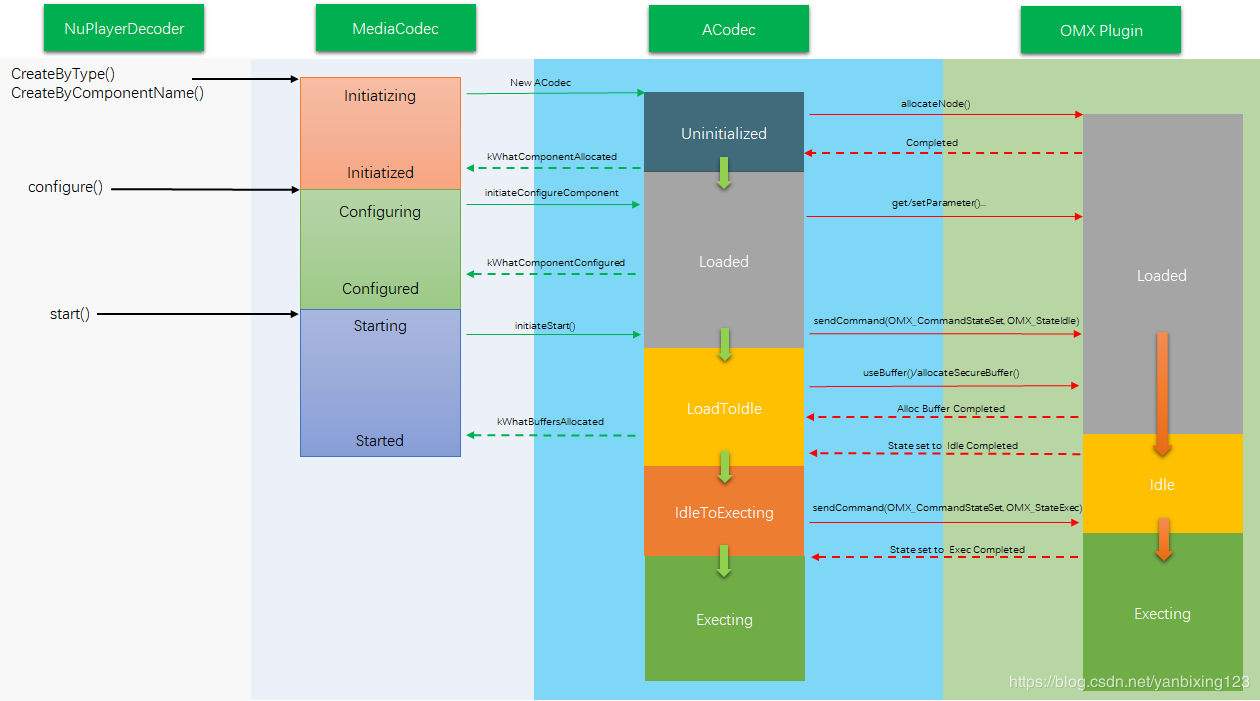 NuPlayerDecoder
MediaCodec
ACodec
OMX Plugin
CreateByType()
CreateByComponentName()
Initiatizing
New ACodec
Uninitialized
allocateNode()
Completed
kWhatComponentAllocated
Initiatized
configure()
initiateConfigureComponent
Configuring
get/setParameter()...
Loaded
kWhatComponentConfigured
Configured
Loaded
start()
Starting
initiateStart()
sendCommand(OMX_CommandStateSet, OMX_StateIdle)
useBuffer()/allocateSecureBuffer()
LoadToIdle
Alloc Buffer Completed
kWhatBuffersAllocated
Started
State set to Idle Completed
Idle
IdleToExecting
sendCommand(OMX_CommandStateSet, OMX_StateExec)
State set to Exec Completed
Execting
Execting
https://blog.csdn.net/yanbixing123